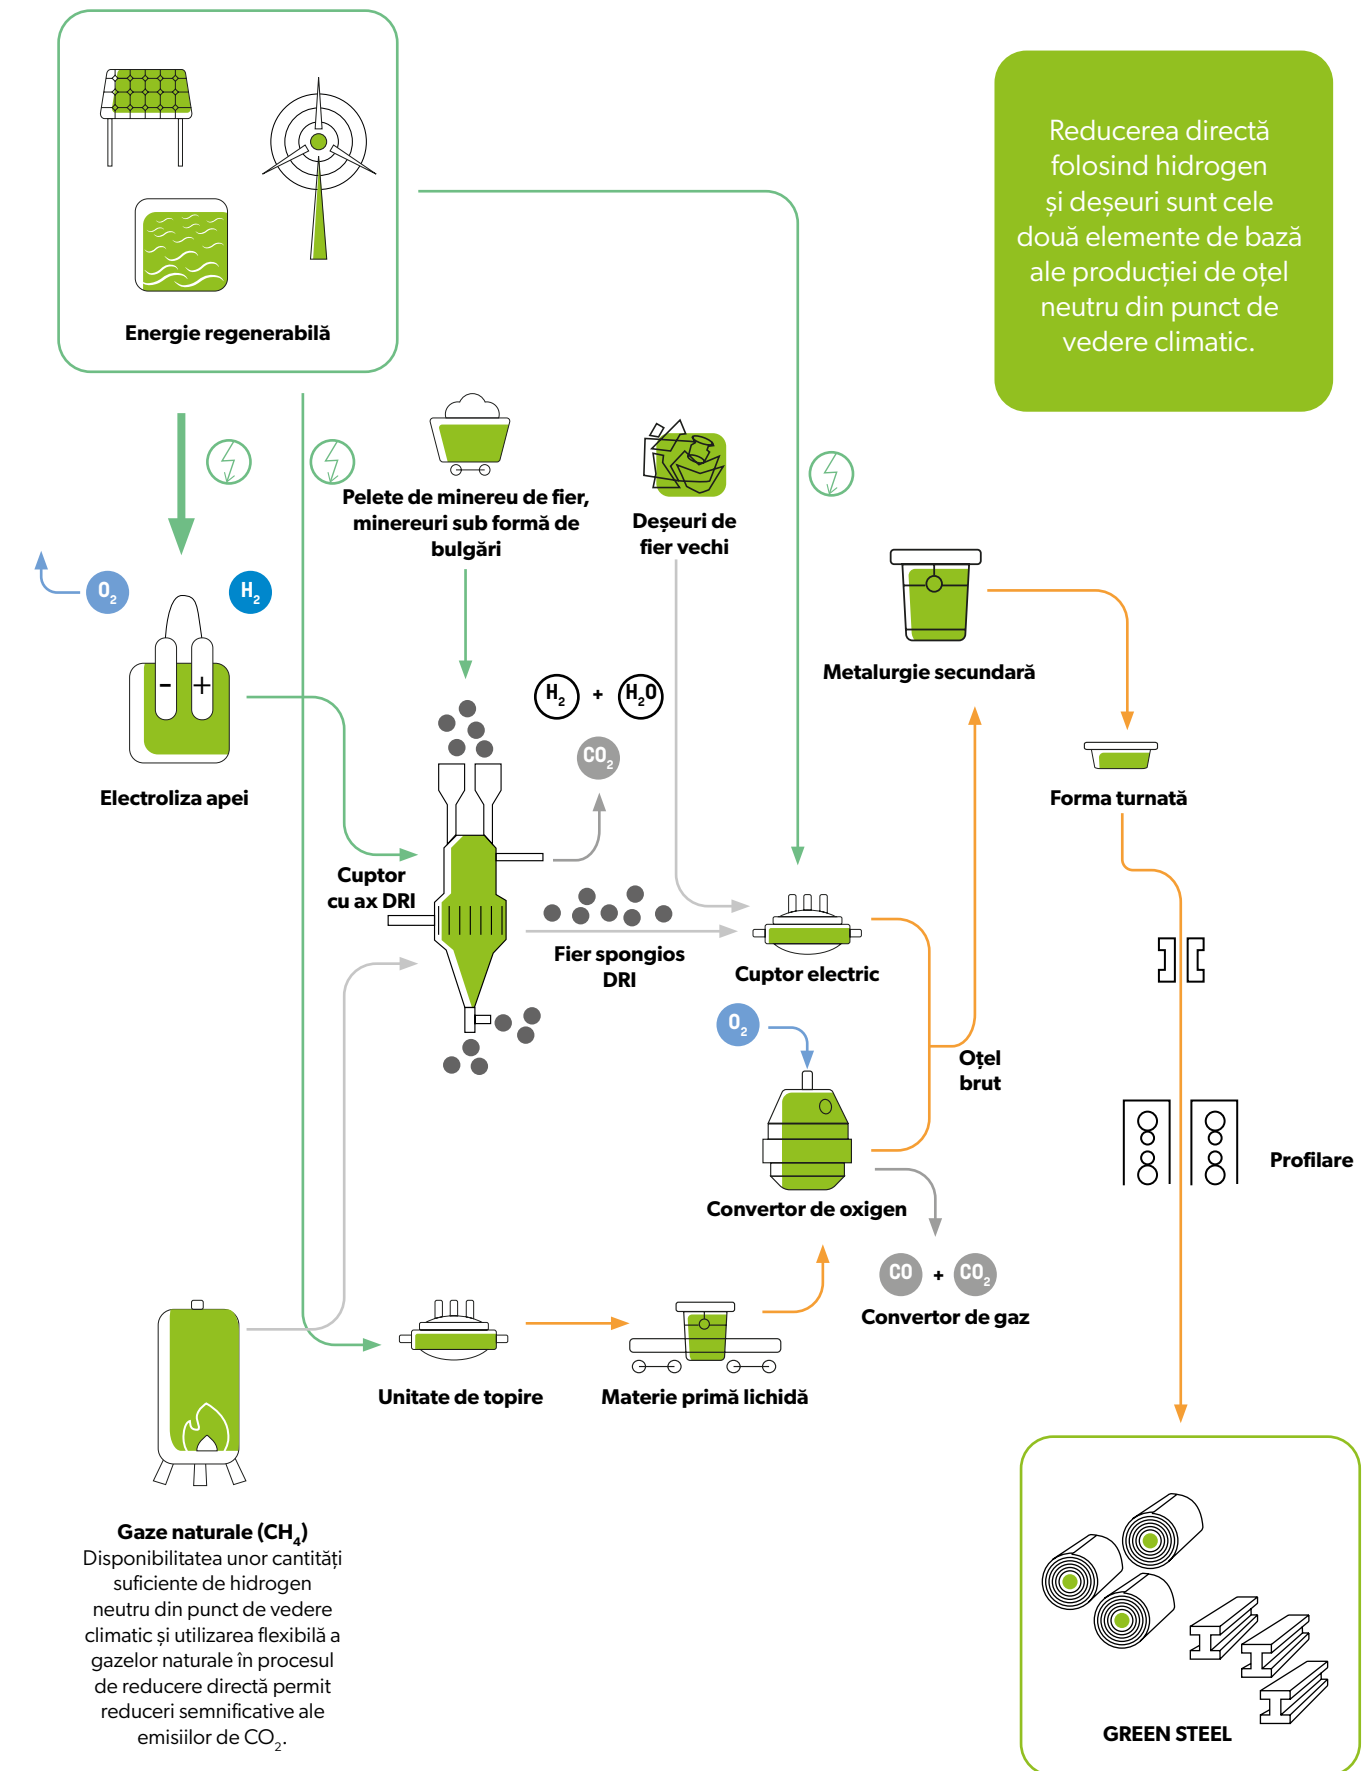 Reducerea directă
folosind hidrogen
și deșeuri sunt cele
două elemente de bază
ale producției de oțel
neutru din punct de
vedere climatic.
Energie regenerabilă
Pelete de minereu de fier,
minereuri sub formă de
bulgări
Deșeuri de
fier vechi
O₂
H₂
- +
Electroliza apei
H₂ + H₂O
CO₂
Metalurgie secundară
Forma turnată
Cuptor
cu ax DRI
Fier spongios
DRI
Cuptor electric
O₂
Oțel
brut
Profilare
Convertor de oxigen
CO + CO₂
Convertor de gaz
Unitate de topire
Materie primă lichidă
Gaze naturale (CH₄)
Disponibilitatea unor cantități
suficiente de hidrogen
neutru din punct de vedere
climatic și utilizarea flexibilă a
gazelor naturale în procesul
de reducere directă permit
reduceri semnificative ale
emisiilor de CO₂.
GREEN STEEL